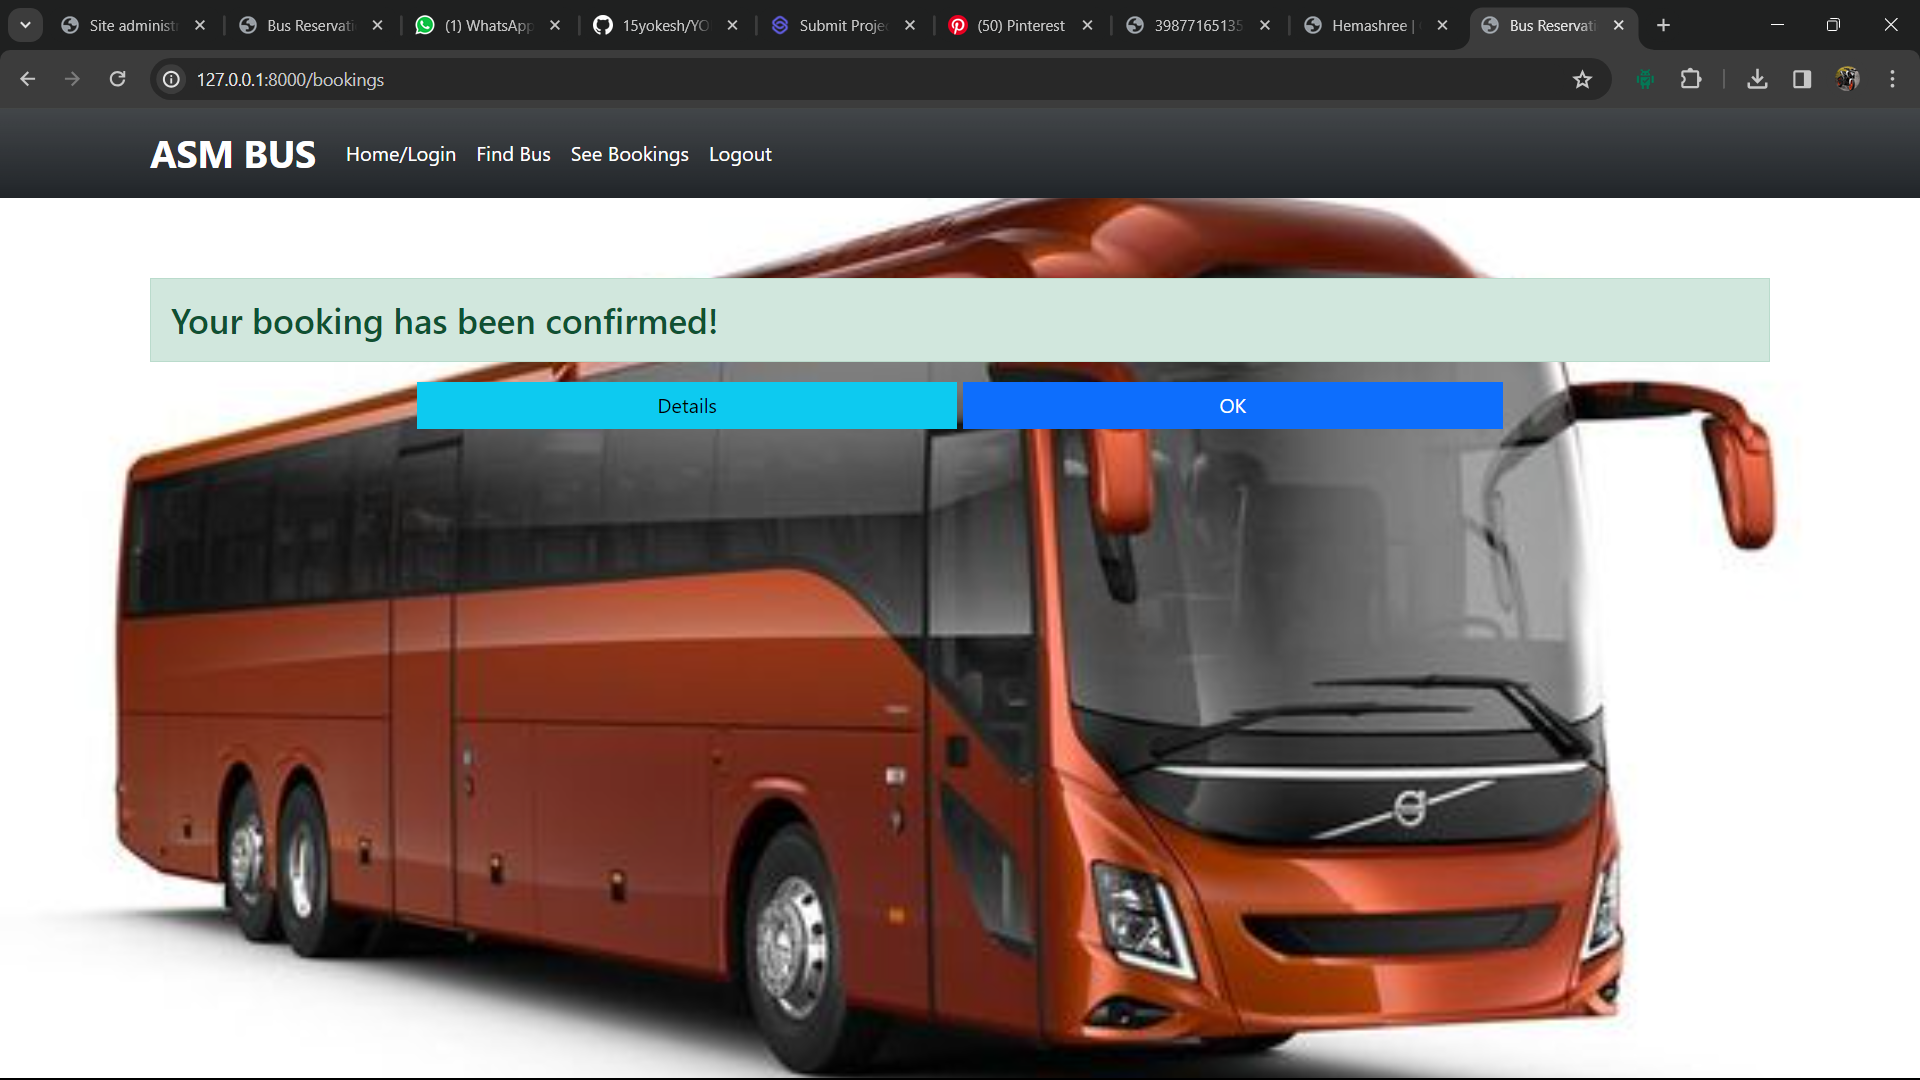 Site administ
Bus Reservati
(1) WhatsApp
15yokesh/YO
Submit Projec
(50) Pinterest
39877165135
Hemashree |
Bus Reservati
127.0.0.1:8000/bookings
ASM BUS Home/Login Find Bus See Bookings Logout
Your booking has been confirmed!
Details OK